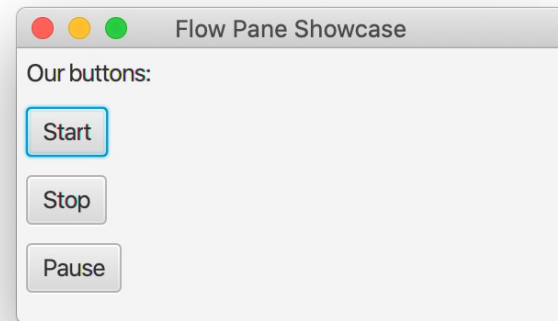 Flow Pane Showcase
Our buttons:
Start
Stop
Pause